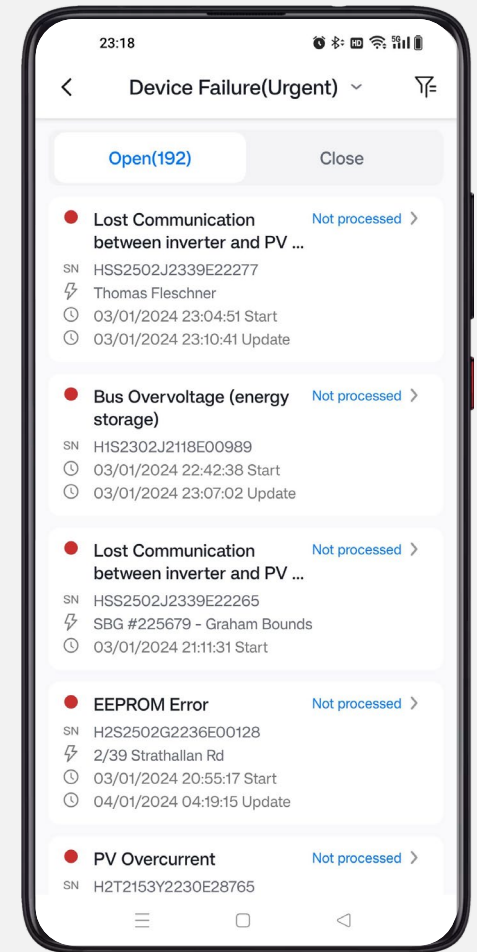 23:18
HD 5G
Device Failure(Urgent)
Open(192)
Close
Lost Communication
between inverter and PV ...
Not processed
SN HSS2502J2339E22277
Thomas Fleschner
03/01/2024 23:04:51 Start
03/01/2024 23:10:41 Update
Bus Overvoltage (energy
storage)
Not processed
SN H1S2302J2118E00989
03/01/2024 22:42:38 Start
03/01/2024 23:07:02 Update
Lost Communication
between inverter and PV ...
Not processed
SN HSS2502J2339E22265
SBG #225679 - Graham Bounds
03/01/2024 21:11:31 Start
EEPROM Error
Not processed
SN H2S2502G2236E00128
2/39 Strathallan Rd
03/01/2024 20:55:17 Start
04/01/2024 04:19:15 Update
PV Overcurrent
Not processed
SN H2T2153Y2230E28765